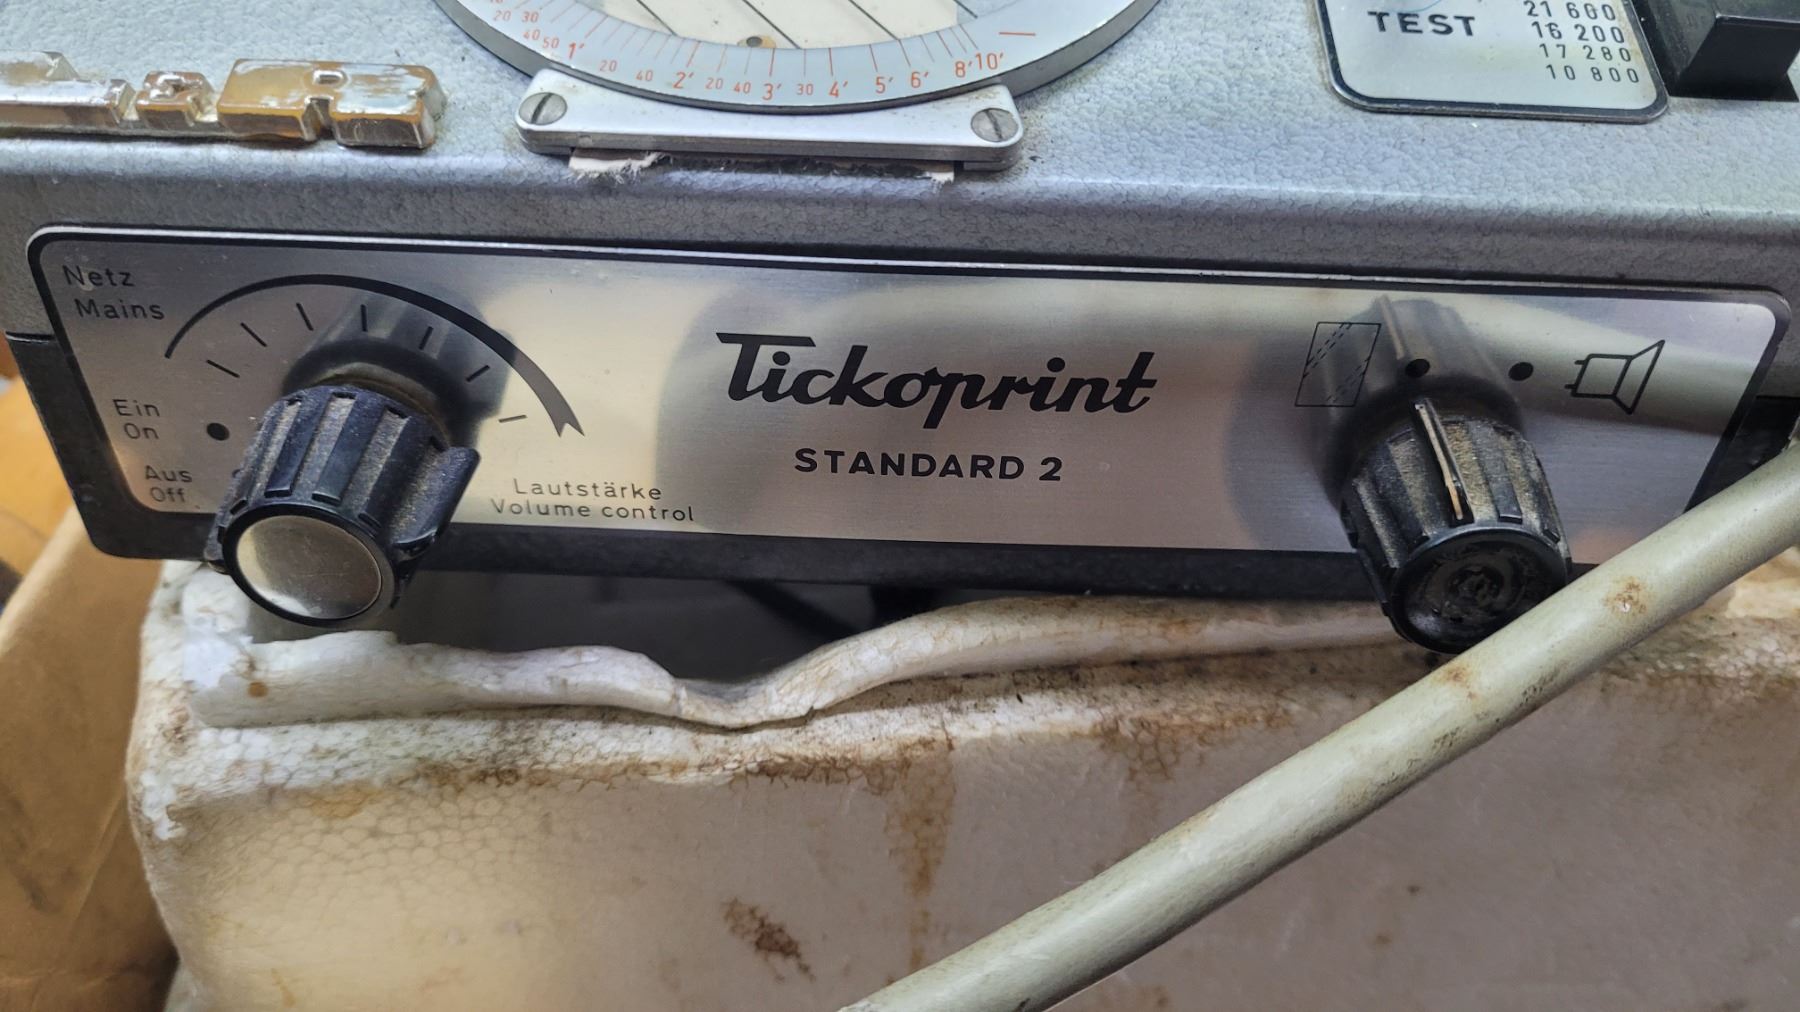 20 30 40 50 1' 20 40 2' 20 40 3' 30 4' 5' 6' 8' 10'
TEST
21 600
16 200
17 280
10 800
Netz
Mains
Ein
On
Aus
Off
Lautstärke
Volume control
Tickoprint
STANDARD 2